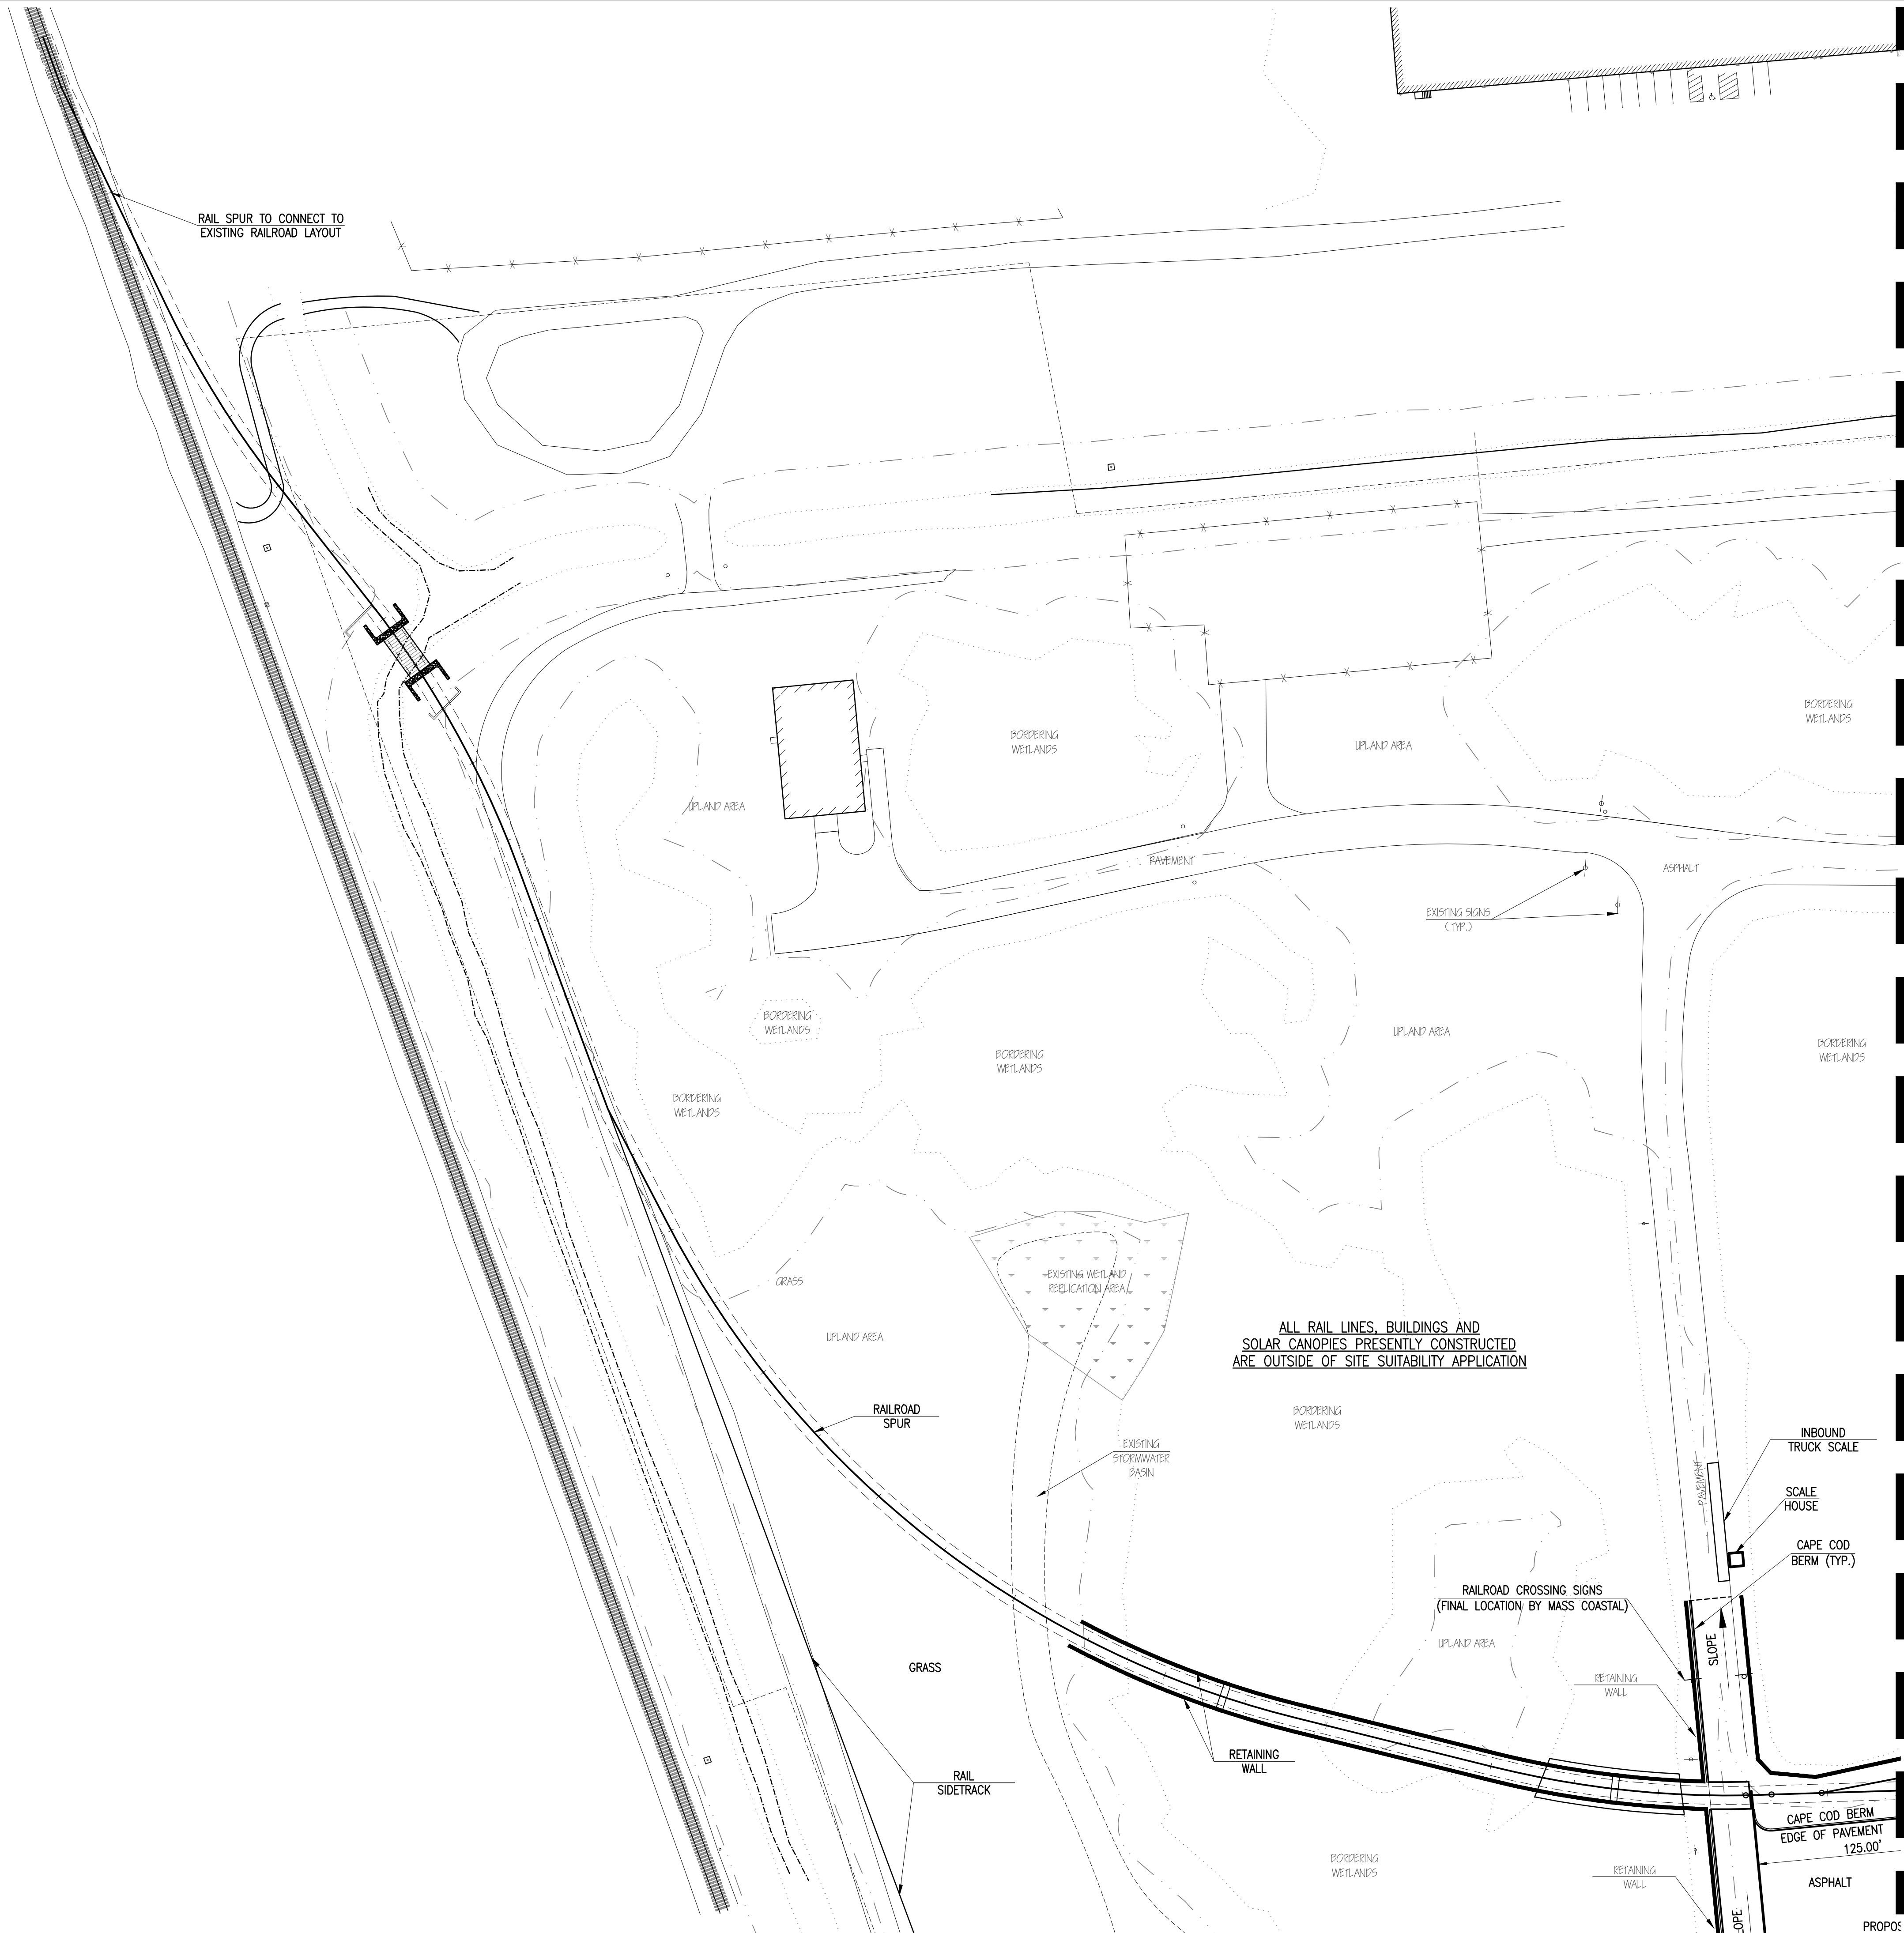 RAIL SPUR TO CONNECT TO
EXISTING RAILROAD LAYOUT
BORDERING
WETLANDS
BORDERING
WETLANDS
UPLAND AREA
UPLAND AREA
PAVEMENT
ASPHALT
EXISTING SIGNS
(TYP.)
BORDERING
WETLANDS
UPLAND AREA
BORDERING
WETLANDS
BORDERING
WETLANDS
BORDERING
WETLANDS
GRASS
EXISTING WETLAND
REPLICATION AREA
UPLAND AREA
ALL RAIL LINES, BUILDINGS AND
SOLAR CANOPIES PRESENTLY CONSTRUCTED
ARE OUTSIDE OF SITE SUITABILITY APPLICATION
RAILROAD
SPUR
BORDERING
WETLANDS
EXISTING
STORMWATER
BASIN
INBOUND
TRUCK SCALE
PAVEMENT
SCALE
HOUSE
CAPE COD
BERM (TYP.)
RAILROAD CROSSING SIGNS
(FINAL LOCATION BY MASS COASTAL)
UPLAND AREA
SLOPE
GRASS
RETAINING
WALL
RETAINING
WALL
RAIL
SIDETRACK
CAPE COD BERM
EDGE OF PAVEMENT
125.00'
BORDERING
WETLANDS
RETAINING
WALL
ASPHALT
LOPE
PROPOS